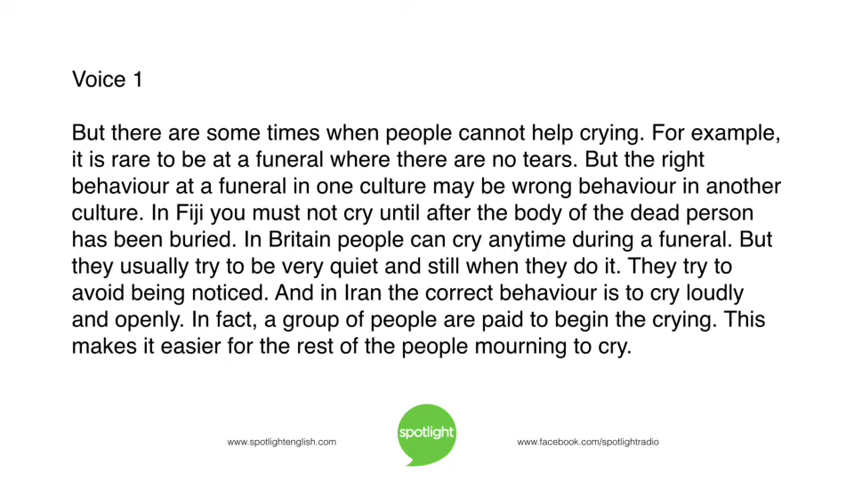 Voice 1
But there are some times when people cannot help crying. For example,
it is rare to be at a funeral where there are no tears. But the right
behaviour at a funeral in one culture may be wrong behaviour in another
culture. In Fiji you must not cry until after the body of the dead person
has been buried. In Britain people can cry anytime during a funeral. But
they usually try to be very quiet and still when they do it. They try to
avoid being noticed. And in Iran the correct behaviour is to cry loudly
and openly. In fact, a group of people are paid to begin the crying. This
makes it easier for the rest of the people mourning to cry.
www.spotlightenglish.com
spotlight
www.facebook.com/spotlightradio